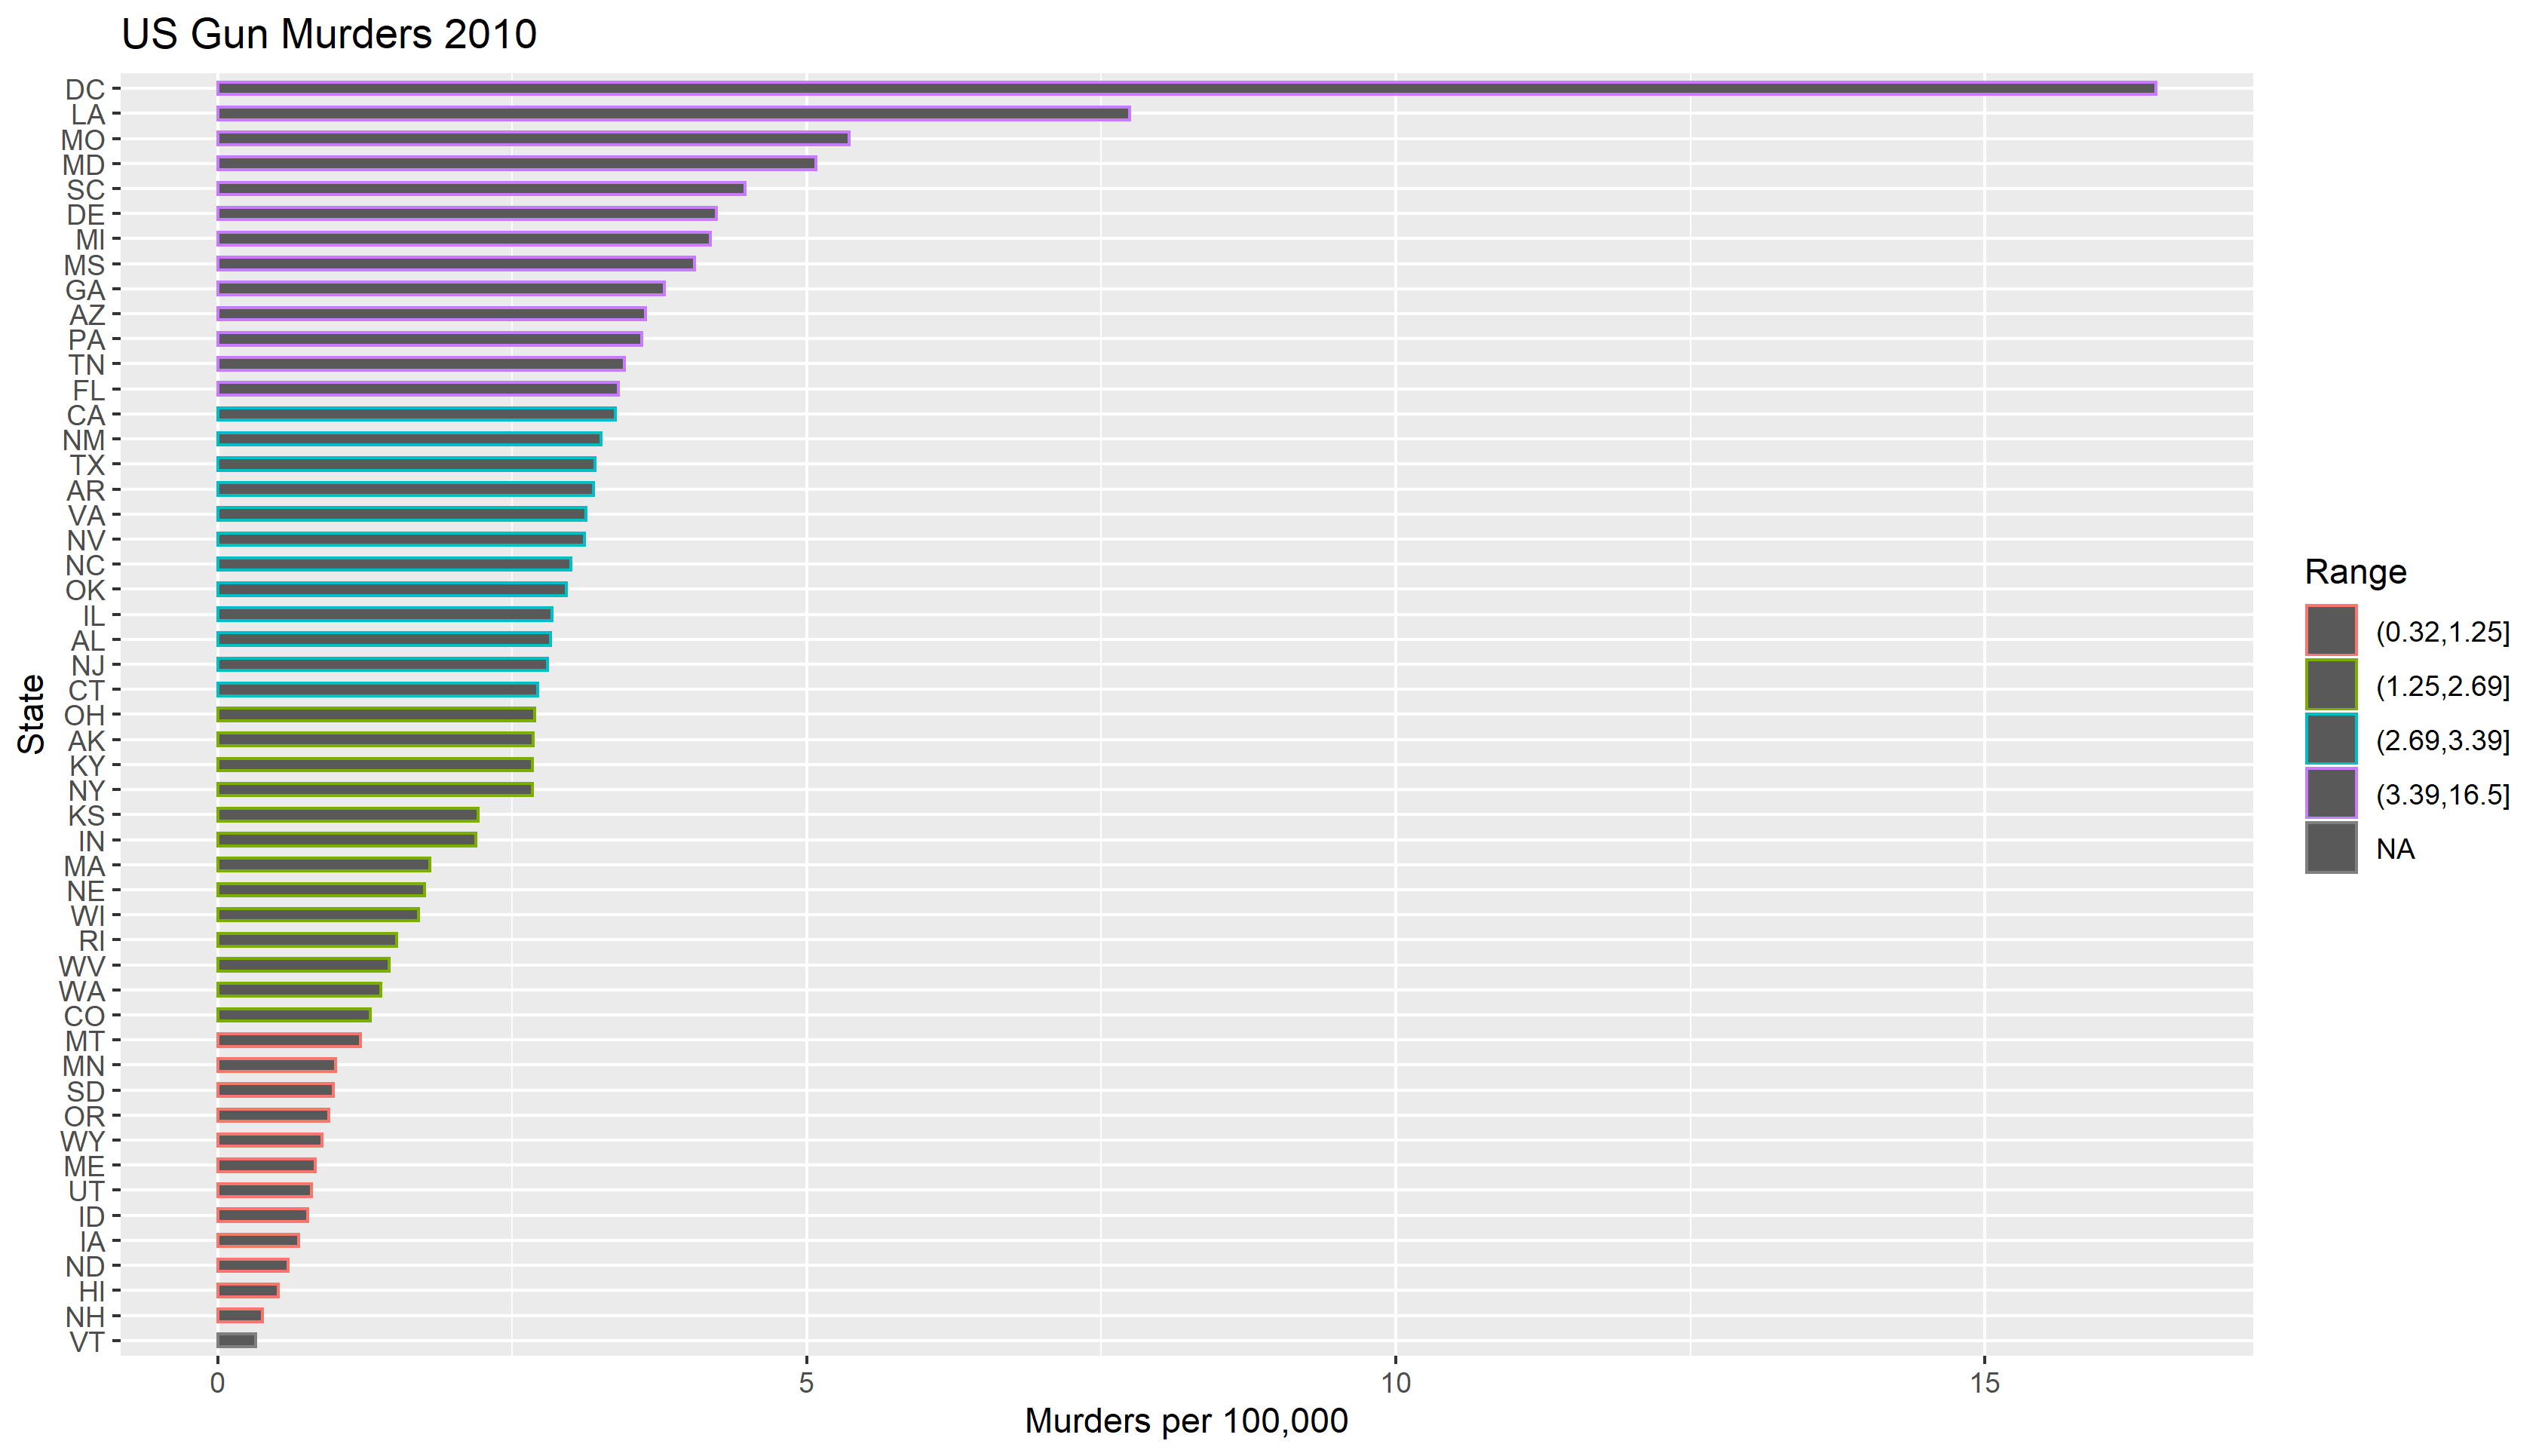 US Gun Murders 2010
DC
LA
MO
MD
SC
DE
MI
MS
GA
AZ
PA
TN
FL
CA
NM
TX
AR
VA
NV
NC
OK
IL
AL
NJ
CT
OH
AK
KY
NY
KS
IN
MA
NE
WI
RI
WV
WA
CO
MT
MN
SD
OR
WY
ME
UT
ID
IA
ND
HI
NH
VT
State
0 5 10 15
Murders per 100,000
Range
(0.32,1.25]
(1.25,2.69]
(2.69,3.39]
(3.39,16.5]
NA